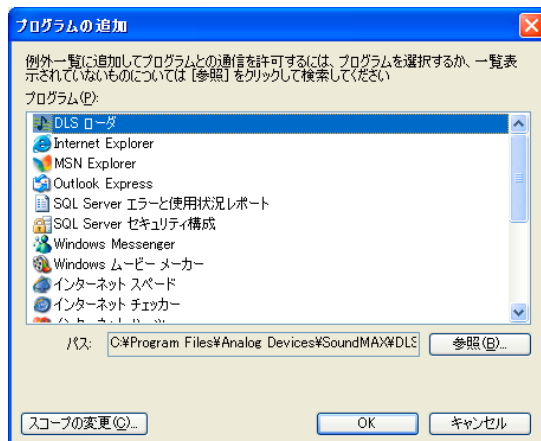 プログラムの追加
例外一覧に追加してプログラムとの通信を許可するには、プログラムを選択するか、一覧表
示されていないものについては [参照] をクリックして検索してください
プログラム(P):
DLS ローダ
Internet Explorer
MSN Explorer
Outlook Express
SQL Server エラーと使用状況レポート
SQL Server セキュリティ構成
Windows Messenger
Windows ムービー メーカー
インターネット スペード
インターネット チェッカー
パス:
C:¥Program Files¥Analog Devices¥SoundMAX¥DLS
参照(B)...
スコープの変更(C)...
OK
キャンセル